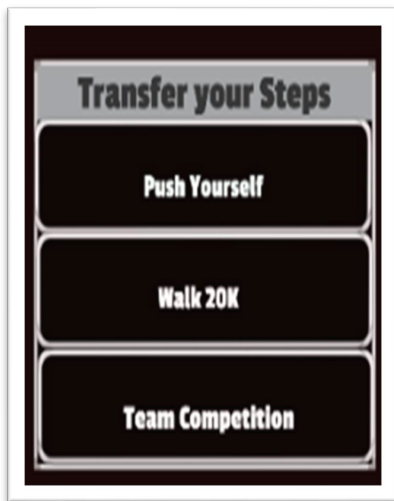 Transfer your Steps
Push Yourself
Walk 20K
Team Competition